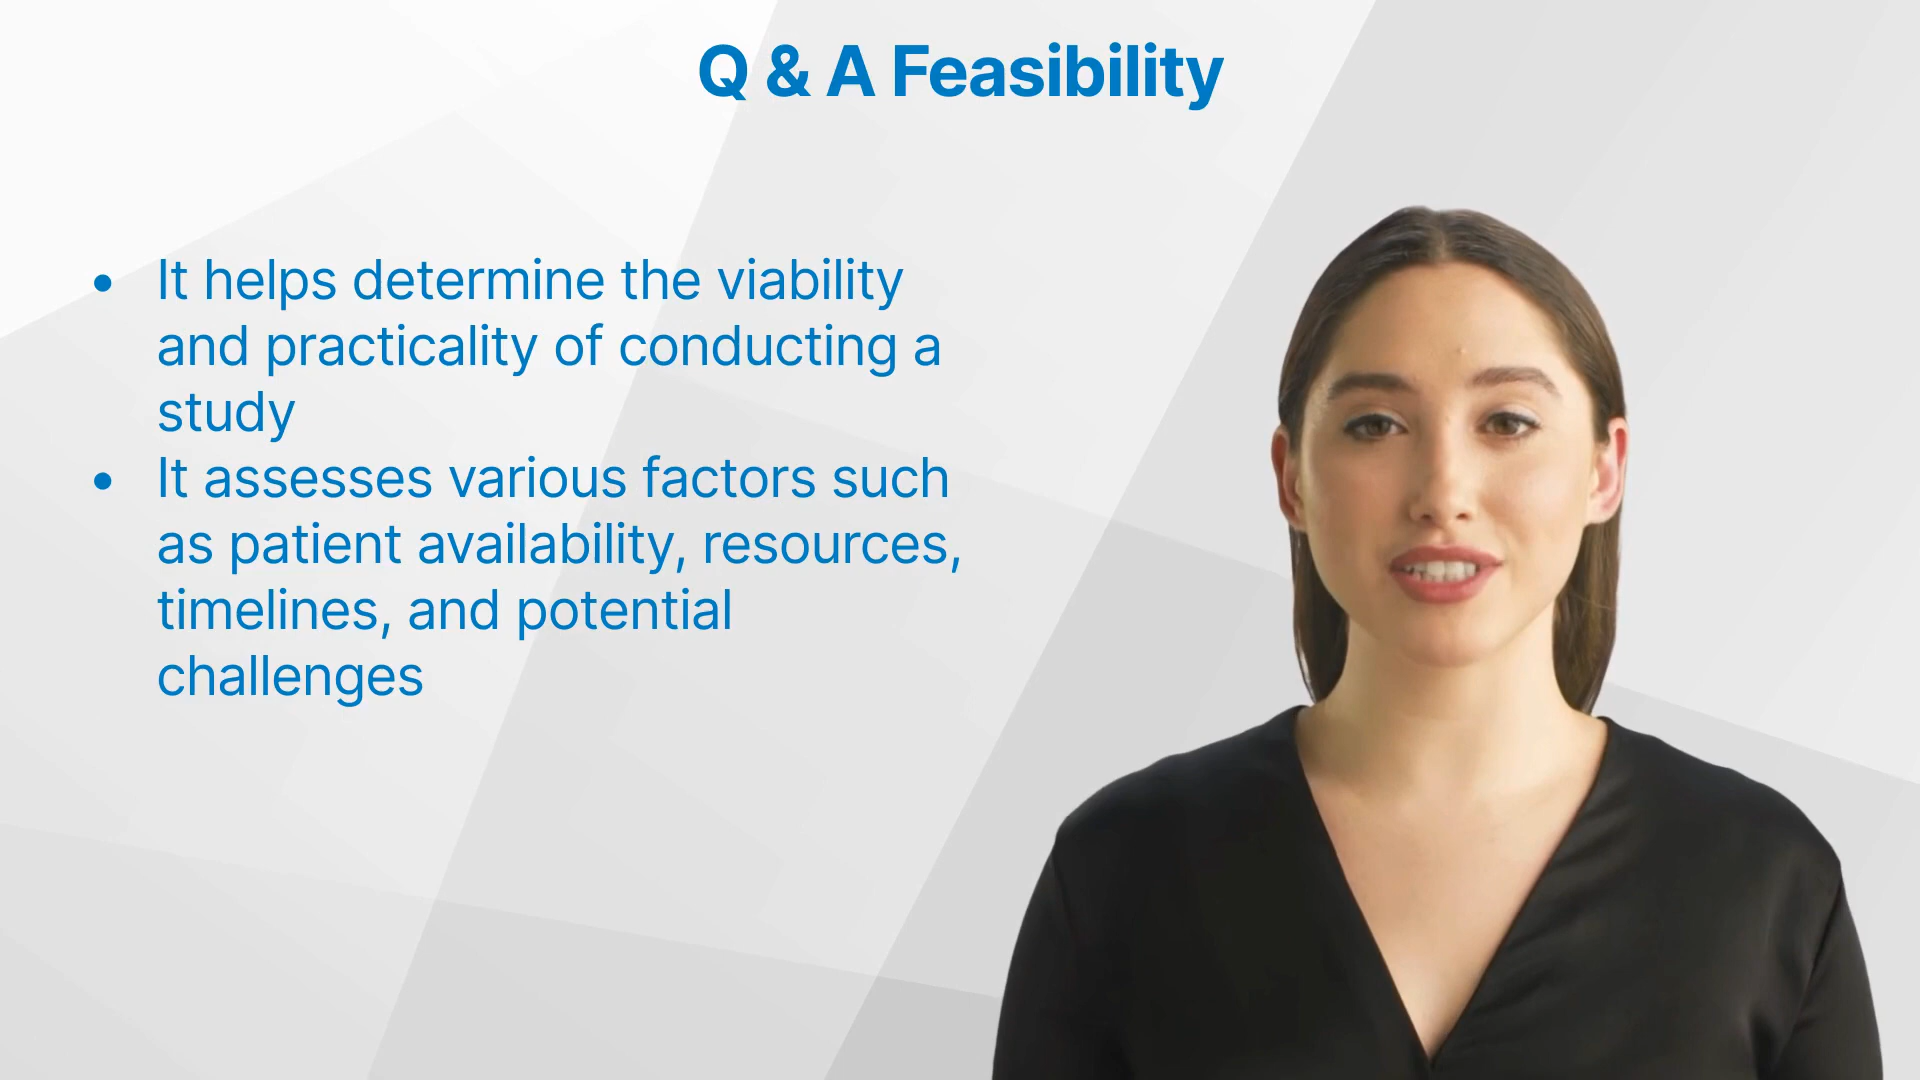 Q & A Feasibility
• It helps determine the viability
and practicality of conducting a
study
• It assesses various factors such
as patient availability, resources,
timelines, and potential
challenges